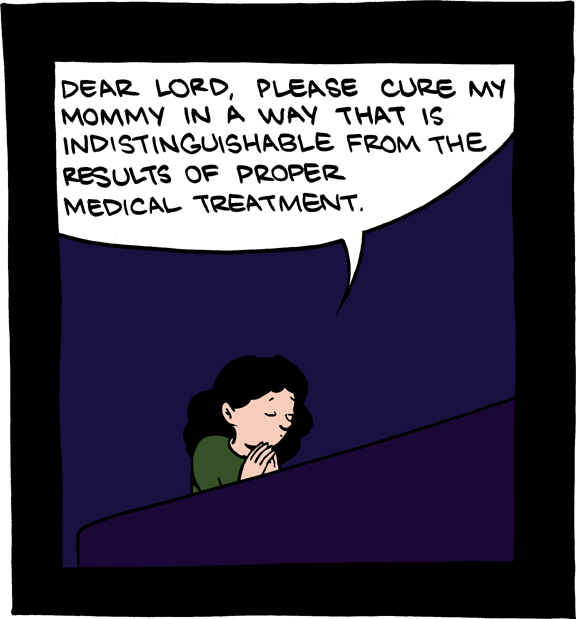 DEAR LORD, PLEASE CURE MY
MOMMY IN A WAY THAT IS
INDISTINGUISHABLE FROM THE
RESULTS OF PROPER
MEDICAL TREATMENT.